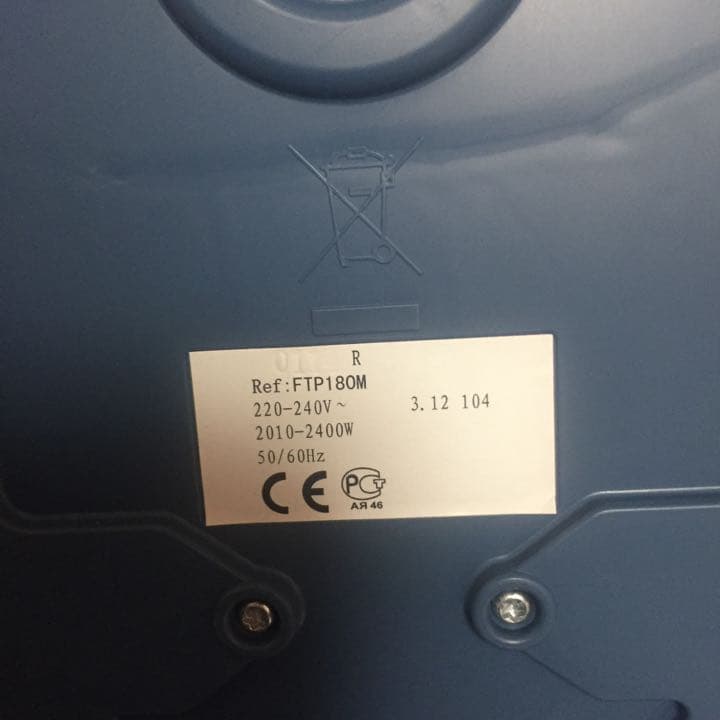 R
Ref:FTP180M
220-240V~ 3.12 104
2010-2400W
50/60Hz
CE PCT
АЯ 46